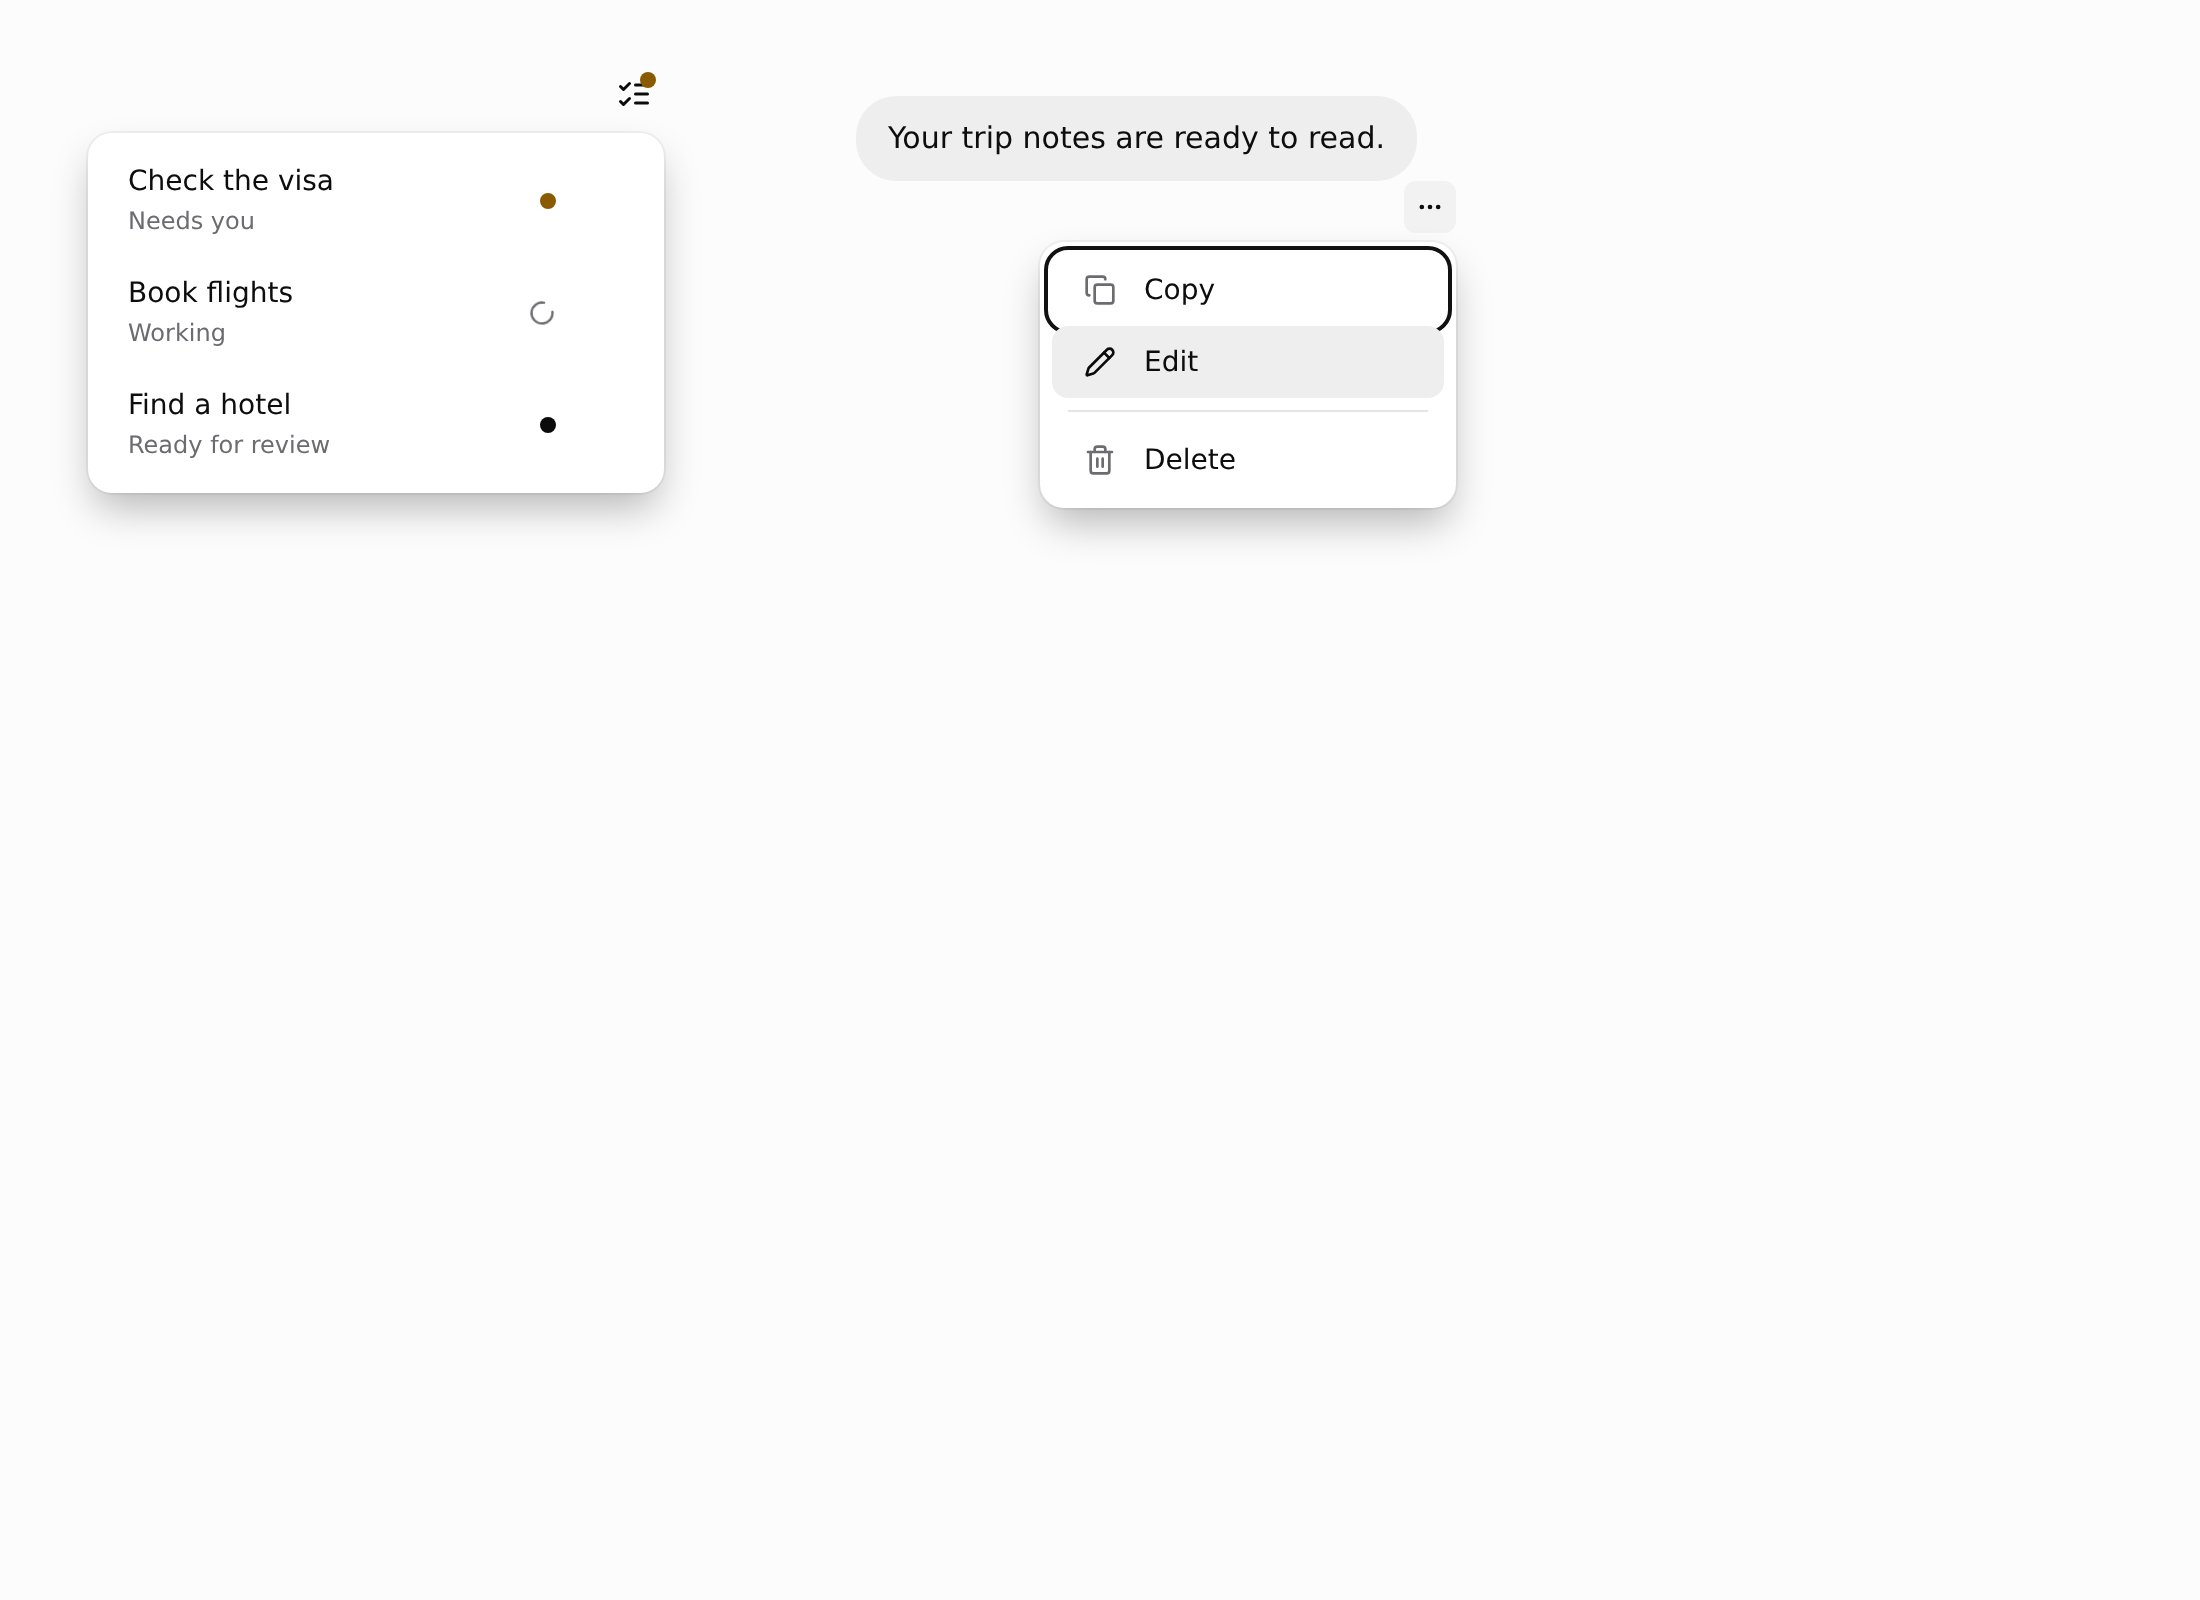 Check the visa
Needs you
Book flights
Working
Find a hotel
Ready for review
Your trip notes are ready to read.
Copy
Edit
Delete